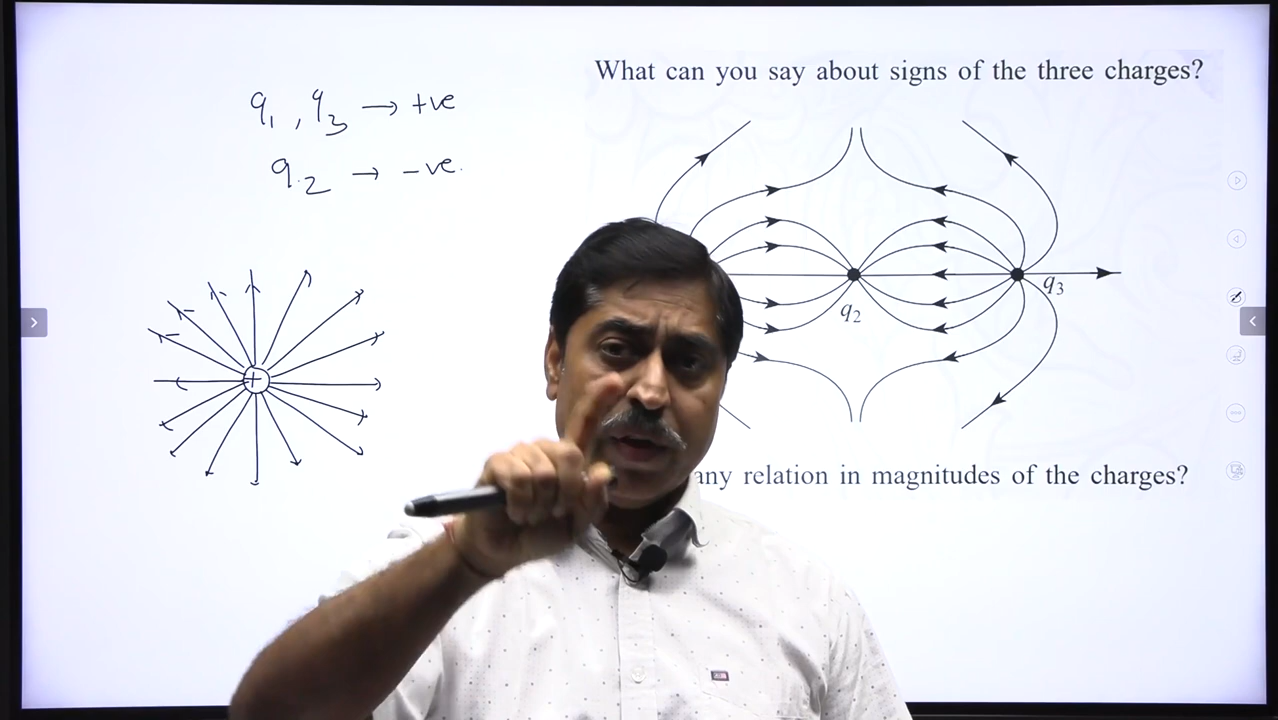 What can you say about signs of the three charges?
q1, q3 → +ve
q2 → -ve.
+
q2
q3
any relation in magnitudes of the charges?